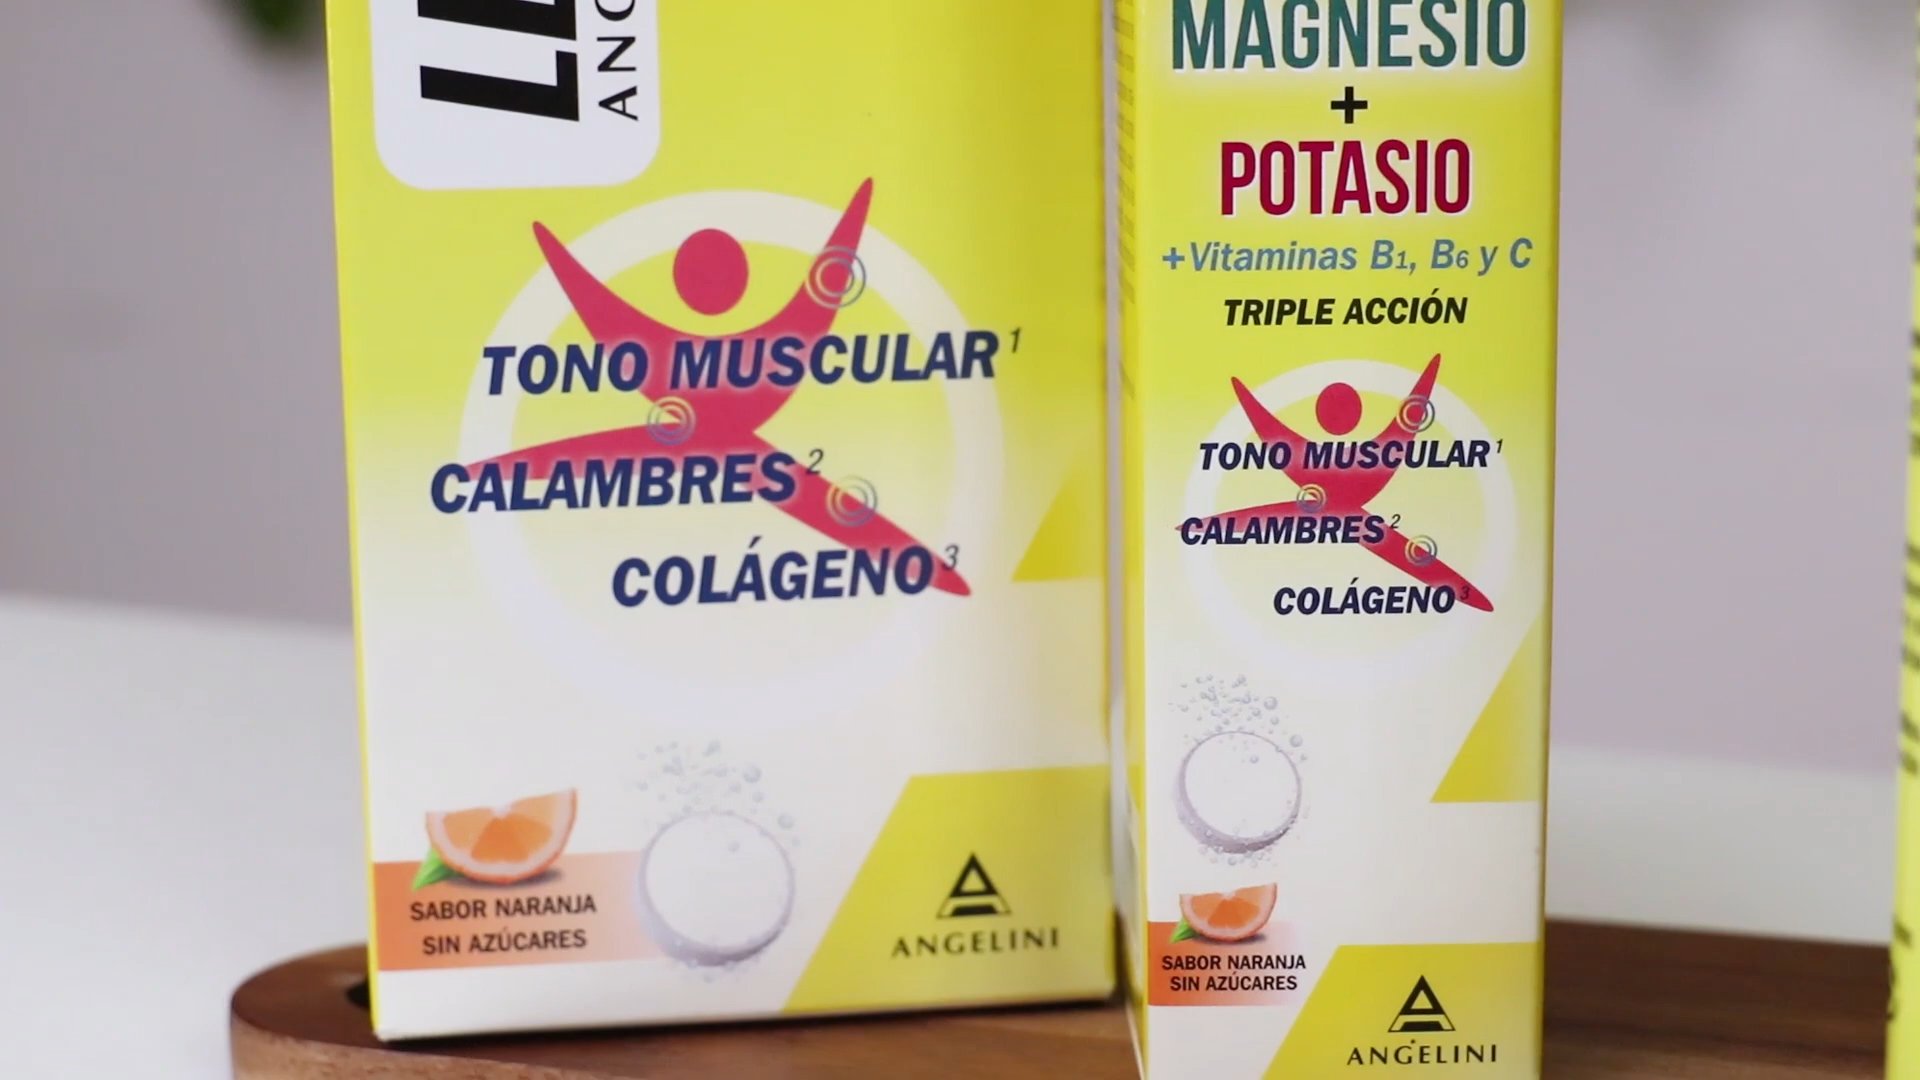 TONO MUSCULAR¹
CALAMBRES²
COLÁGENO³
SABOR NARANJA
SIN AZÚCARES
ANGELINI
MAGNESIO
+
POTASIO
+Vitaminas B1, B6 y C
TRIPLE ACCIÓN
TONO MUSCULAR¹
CALAMBRES²
COLÁGENO³
SABOR NARANJA
SIN AZÚCARES
ANGELINI